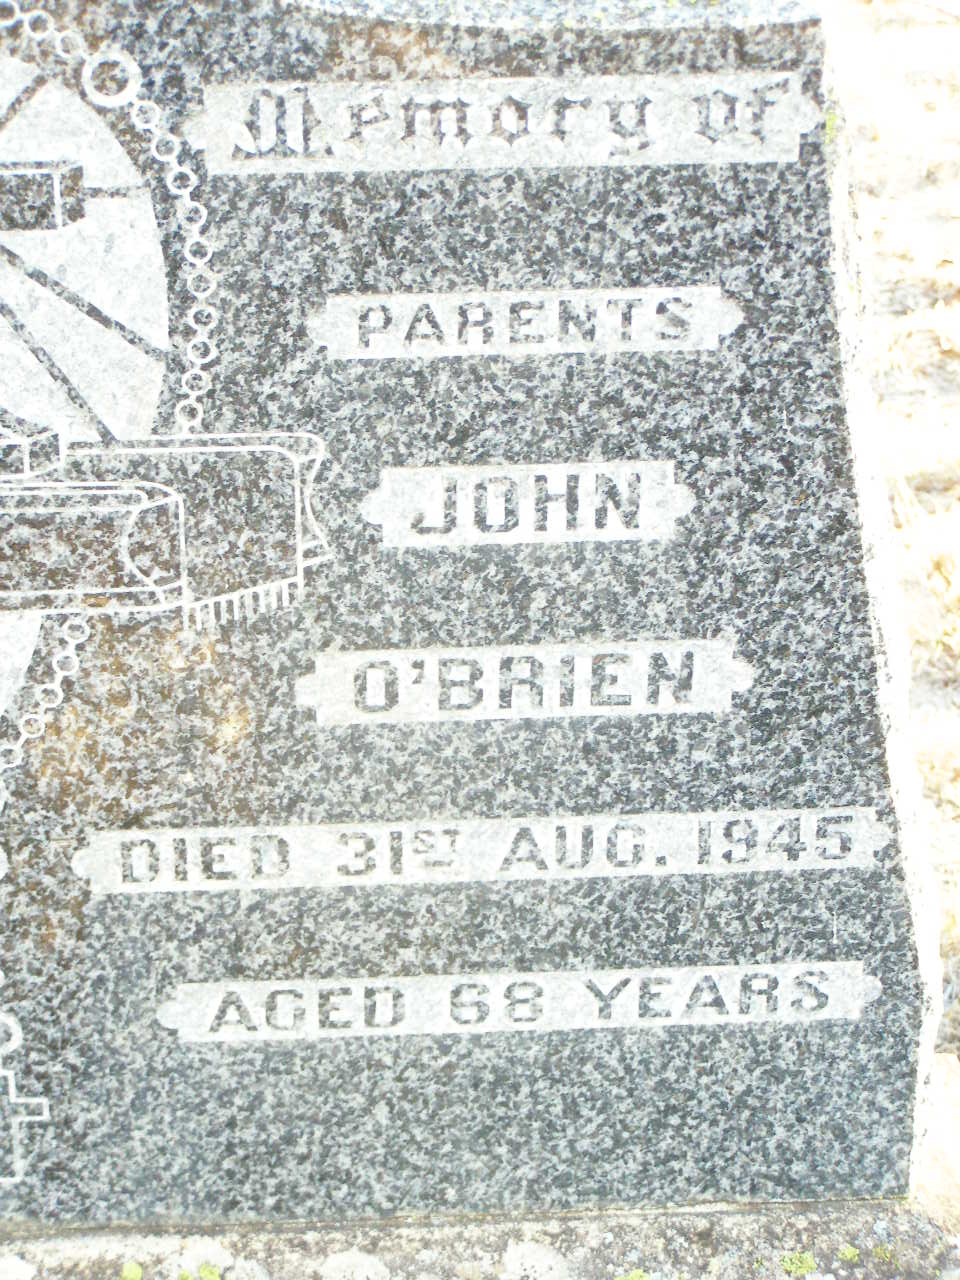 Memory of
PARENTS
JOHN
O'BRIEN
DIED 31ST AUG. 1945
AGED 68 YEARS